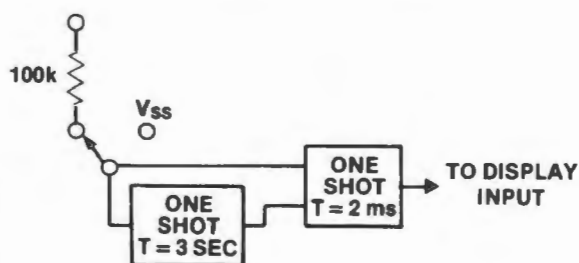 100k
VSS
ONE
SHOT
T = 2 ms
TO DISPLAY
INPUT
ONE
SHOT
T = 3 SEC